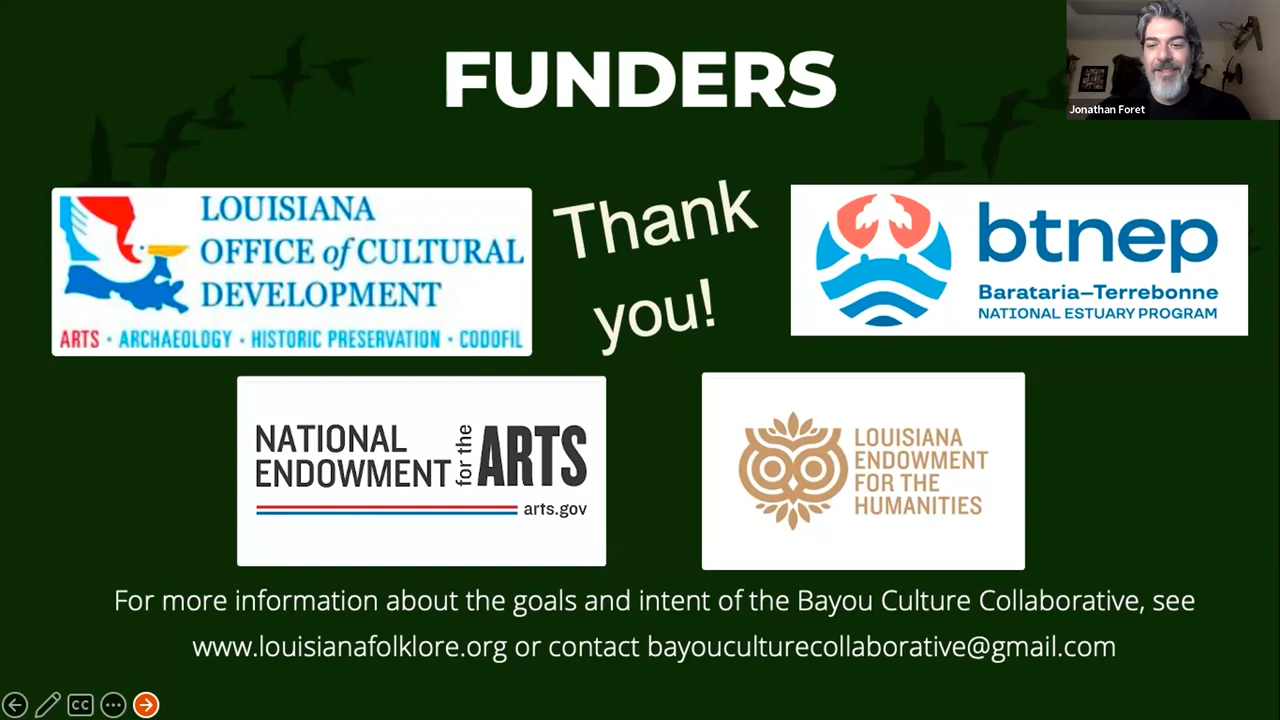 FUNDERS
Jonathan Foret
LOUISIANA
OFFICE of CULTURAL
DEVELOPMENT
ARTS · ARCHAEOLOGY · HISTORIC PRESERVATION · CODOFIL
Thank
you!
btnep
Barataria–Terrebonne
NATIONAL ESTUARY PROGRAM
NATIONAL
ENDOWMENT
for the
ARTS
arts.gov
LOUISIANA
ENDOWMENT
FOR THE
HUMANITIES
For more information about the goals and intent of the Bayou Culture Collaborative, see
www.louisianafolklore.org or contact bayouculturecollaborative@gmail.com
CC